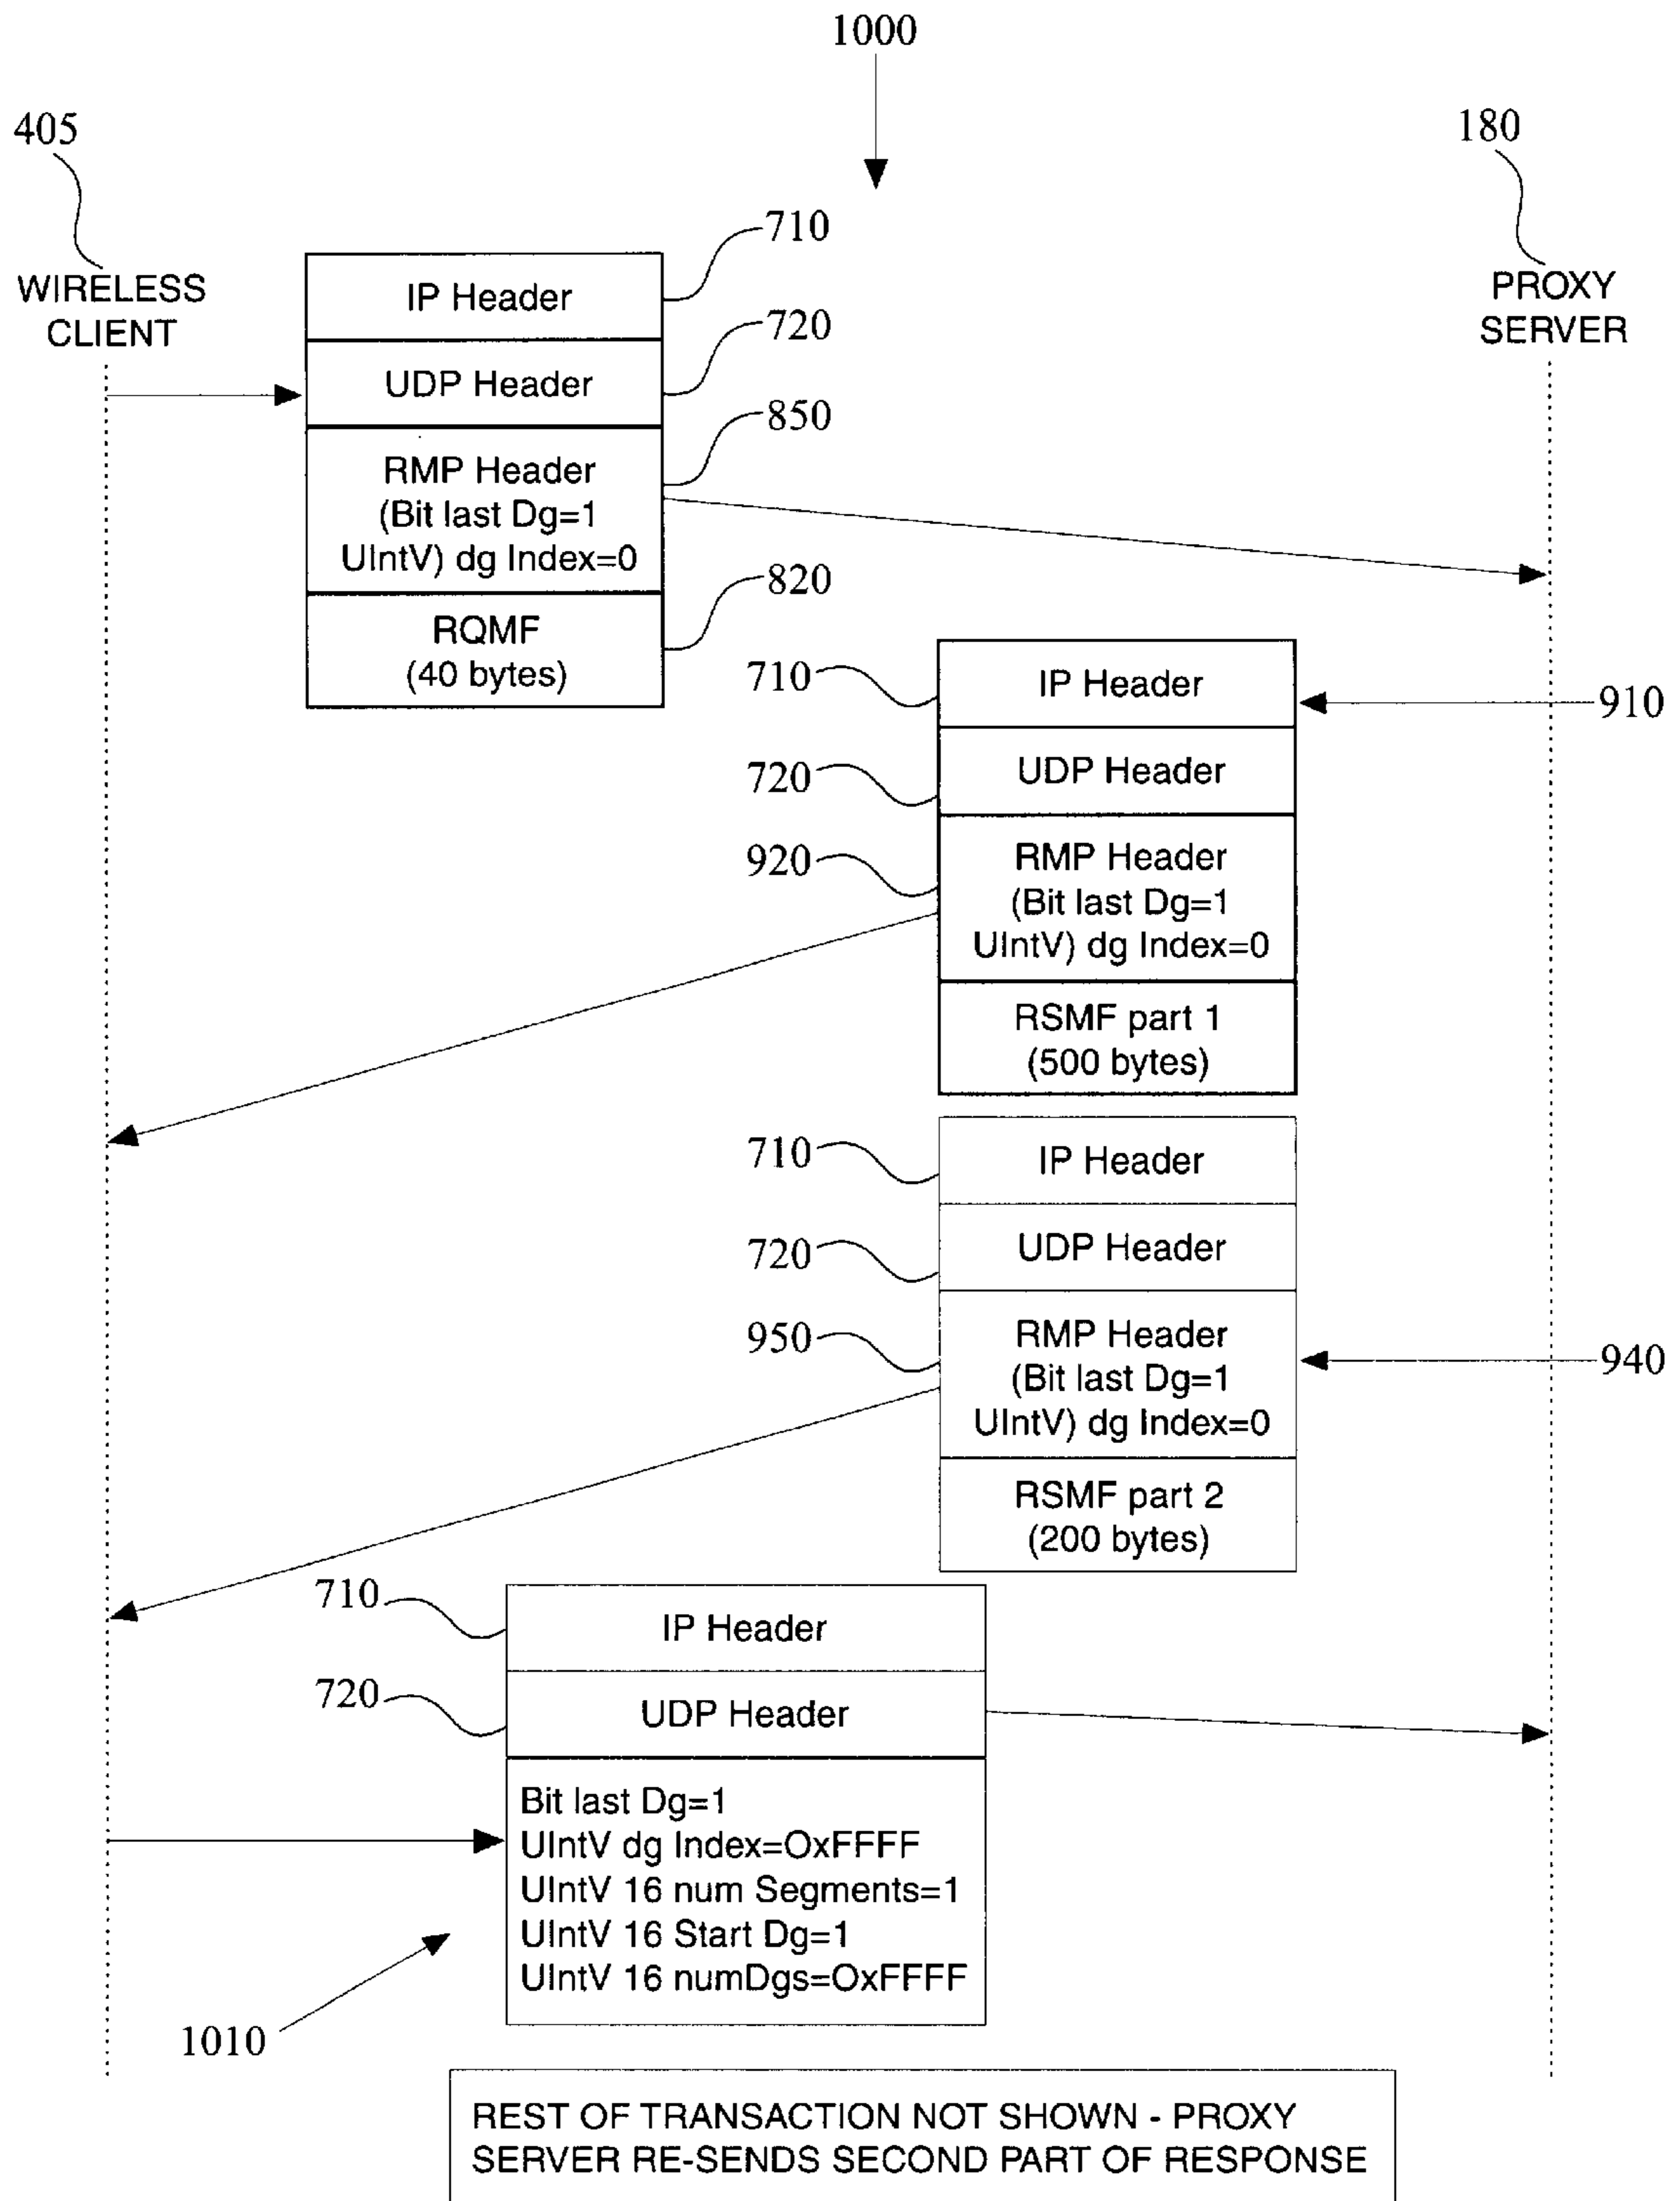 1000
405
180
WIRELESS
CLIENT
PROXY
SERVER
710
IP Header
720
UDP Header
850
RMP Header
(Bit last Dg=1
UIntV) dg Index=0
820
RQMF
(40 bytes)
710
IP Header
910
720
UDP Header
920
RMP Header
(Bit last Dg=1
UIntV) dg Index=0
RSMF part 1
(500 bytes)
710
IP Header
720
UDP Header
950
RMP Header
(Bit last Dg=1
UIntV) dg Index=0
940
RSMF part 2
(200 bytes)
710
IP Header
720
UDP Header
Bit last Dg=1
UIntV dg Index=OxFFFF
UIntV 16 num Segments=1
UIntV 16 Start Dg=1
UIntV 16 numDgs=OxFFFF
1010
REST OF TRANSACTION NOT SHOWN - PROXY
SERVER RE-SENDS SECOND PART OF RESPONSE